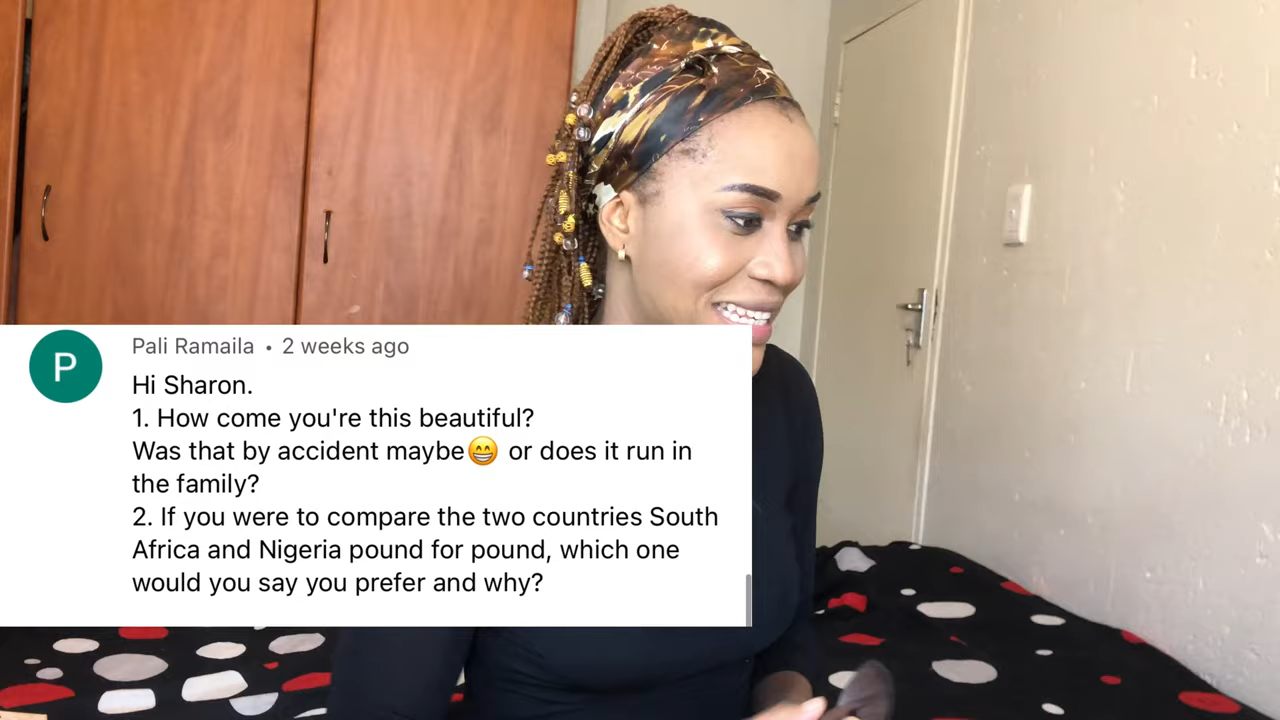 P
Pali Ramaila • 2 weeks ago
Hi Sharon.
1. How come you're this beautiful?
Was that by accident maybe😁 or does it run in
the family?
2. If you were to compare the two countries South
Africa and Nigeria pound for pound, which one
would you say you prefer and why?